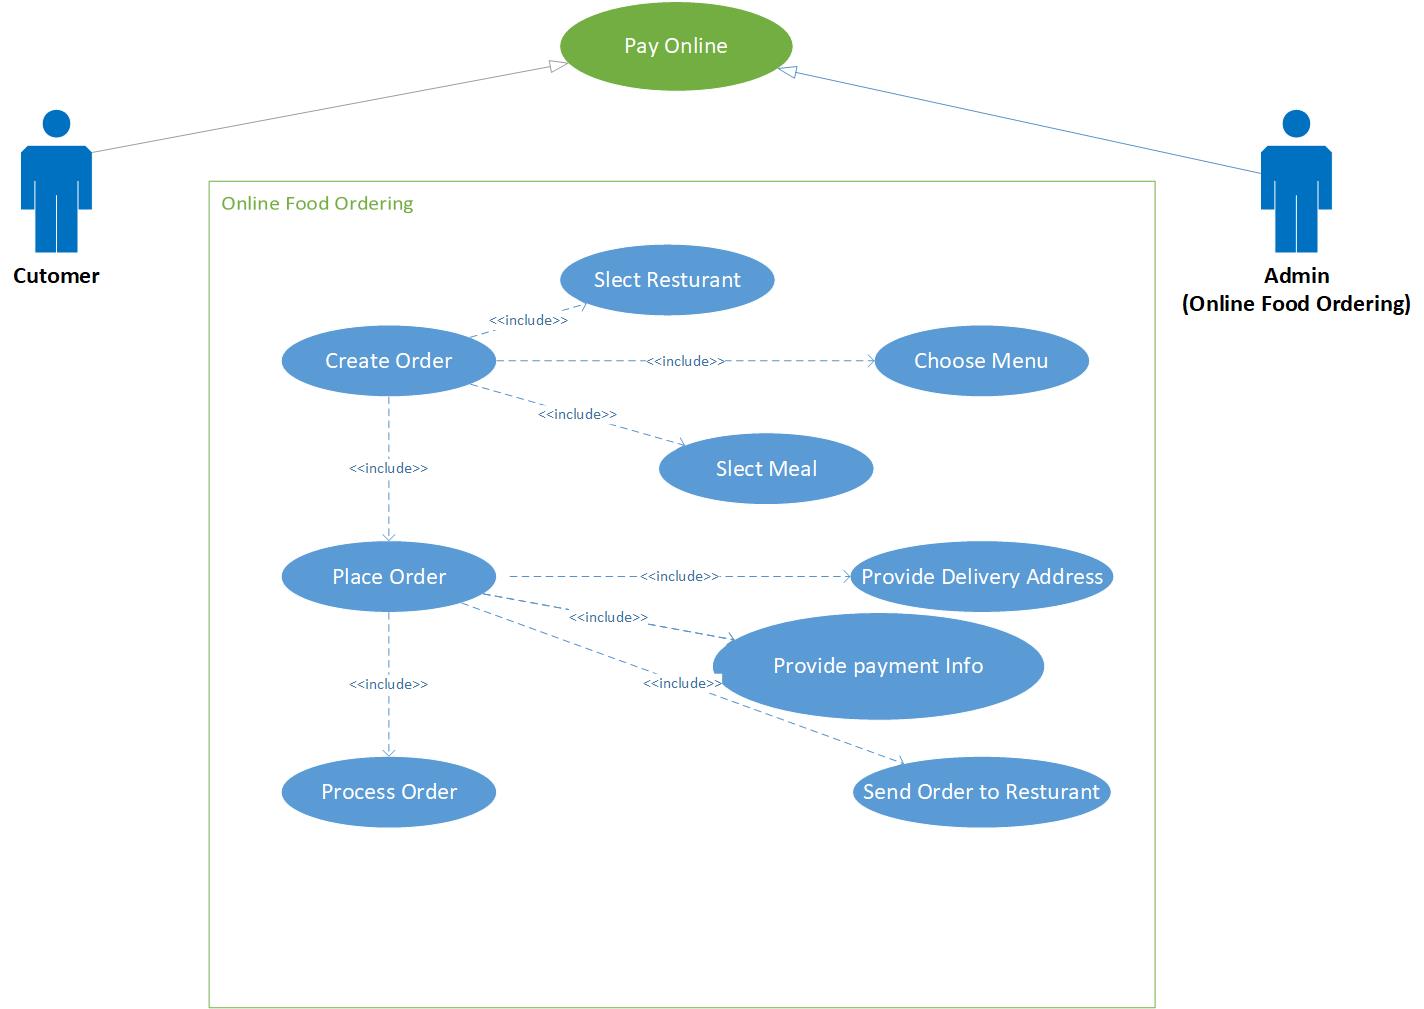 Pay Online
Cutomer
Admin
(Online Food Ordering)
Online Food Ordering
Slect Resturant
<<include>>
Create Order
<<include>>
Choose Menu
<<include>>
Slect Meal
<<include>>
Place Order
<<include>>
Provide Delivery Address
<<include>>
Provide payment Info
<<include>>
<<include>>
Process Order
Send Order to Resturant